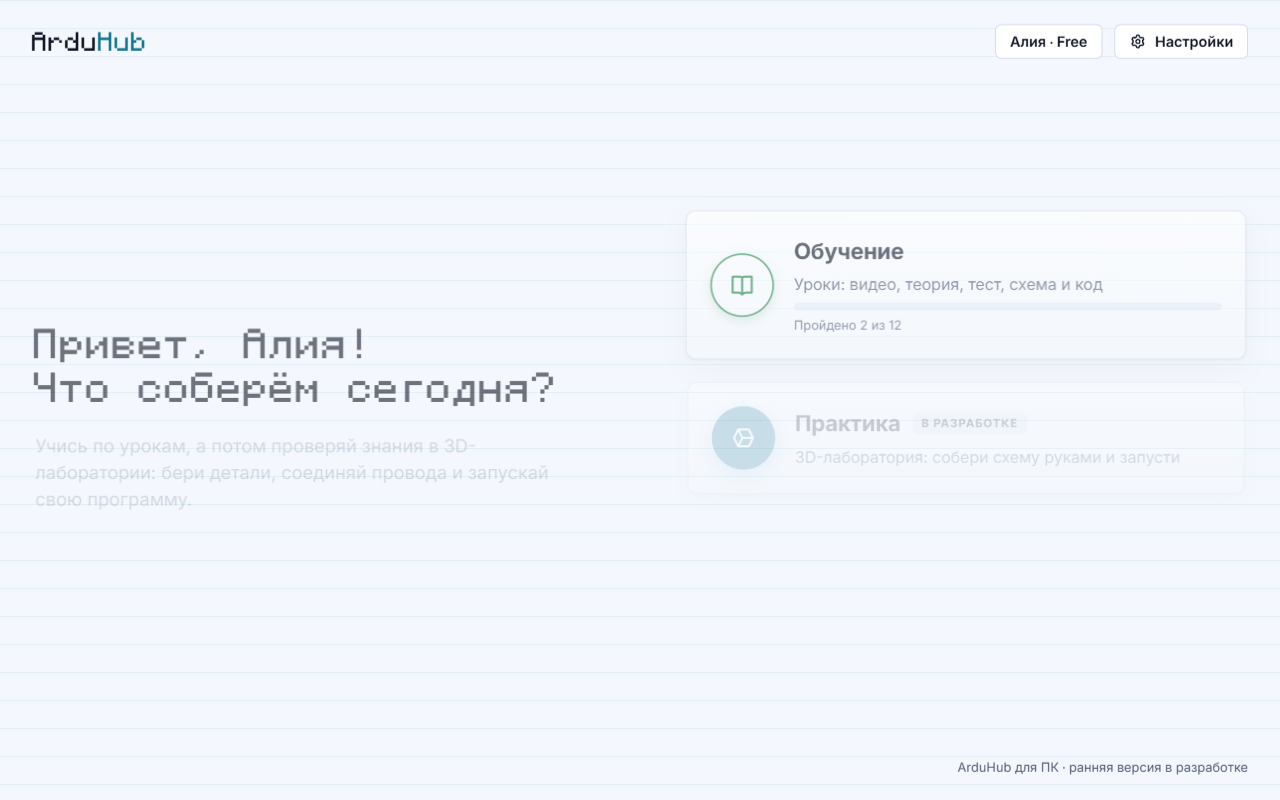 ArduHub
Алия · Free
Настройки
Привет, Алия!
Что соберём сегодня?
Учись по урокам, а потом проверяй знания в 3D-
лаборатории: бери детали, соединяй провода и запускай
свою программу.
Обучение
Уроки: видео, теория, тест, схема и код
Пройдено 2 из 12
Практика В РАЗРАБОТКЕ
3D-лаборатория: собери схему руками и запусти
ArduHub для ПК · ранняя версия в разработке